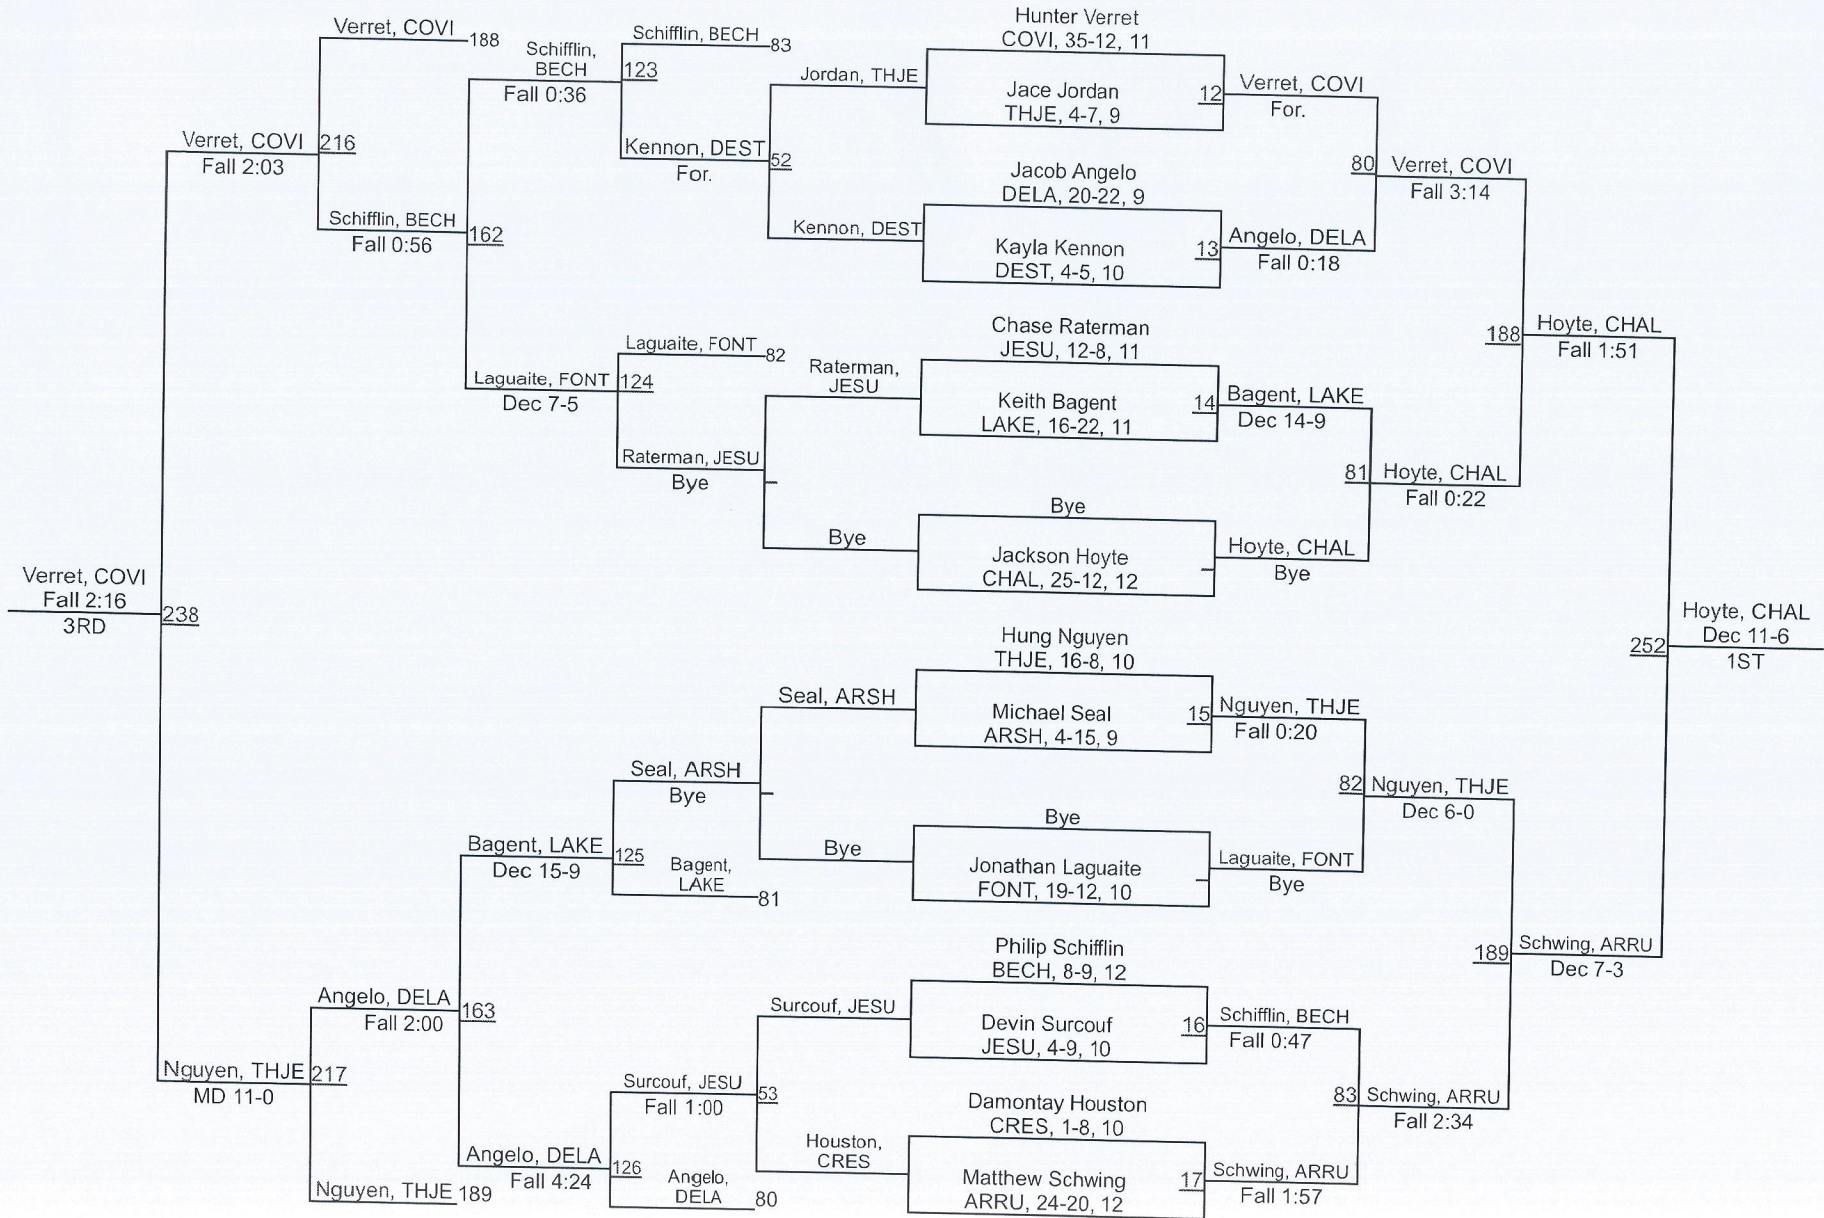 Verret, COVI
188
Verret, COVI
Fall 2:03
216
Schifflin, BECH
Fall 0:56
162
Schifflin,
BECH
Fall 0:36
123
Schifflin, BECH
83
Kennon, DEST
For.
52
Jordan, THJE
Kennon, DEST
Laguaite, FONT
Dec 7-5
124
Laguaite, FONT
82
Raterman, JESU
Bye
Raterman,
JESU
Bye
Verret, COVI
Fall 2:16
3RD
238
Seal, ARSH
Seal, ARSH
Bye
Bye
Bagent, LAKE
Dec 15-9
125
Bagent,
LAKE
81
Angelo, DELA
Fall 2:00
163
Nguyen, THJE
MD 11-0
217
Nguyen, THJE
189
Angelo, DELA
Fall 4:24
126
Surcouf, JESU
Fall 1:00
53
Surcouf, JESU
Houston,
CRES
Angelo,
DELA
80
Hunter Verret
COVI, 35-12, 11
Jace Jordan
THJE, 4-7, 9
12
Jacob Angelo
DELA, 20-22, 9
Kayla Kennon
DEST, 4-5, 10
13
Chase Raterman
JESU, 12-8, 11
Keith Bagent
LAKE, 16-22, 11
14
Bye
Jackson Hoyte
CHAL, 25-12, 12
Hung Nguyen
THJE, 16-8, 10
Michael Seal
ARSH, 4-15, 9
15
Bye
Jonathan Laguaite
FONT, 19-12, 10
Philip Schifflin
BECH, 8-9, 12
Devin Surcouf
JESU, 4-9, 10
16
Damontay Houston
CRES, 1-8, 10
Matthew Schwing
ARRU, 24-20, 12
17
Verret, COVI
For.
80
Verret, COVI
Fall 3:14
Angelo, DELA
Fall 0:18
Bagent, LAKE
Dec 14-9
81
Hoyte, CHAL
Fall 0:22
Hoyte, CHAL
Bye
188
Hoyte, CHAL
Fall 1:51
Nguyen, THJE
Fall 0:20
82
Nguyen, THJE
Dec 6-0
Laguaite, FONT
Bye
189
Schwing, ARRU
Dec 7-3
Schifflin, BECH
Fall 0:47
83
Schwing, ARRU
Fall 2:34
Schwing, ARRU
Fall 1:57
252
Hoyte, CHAL
Dec 11-6
1ST